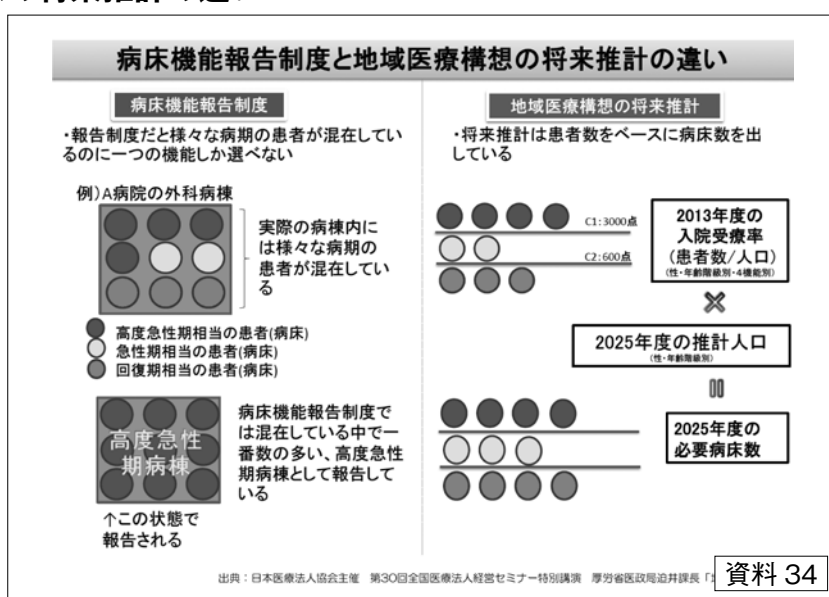 病床機能報告制度と地域医療構想の将来推計の違い
病床機能報告制度
・報告制度だと様々な病期の患者が混在してい
るのに一つの機能しか選べない
例)A病院の外科病棟
実際の病棟内に
は様々な病期の
患者が混在してい
る
高度急性期相当の患者(病床)
急性期相当の患者(病床)
回復期相当の患者(病床)
高度急性
期病棟
病床機能報告制度で
は混在している中で一
番数の多い、高度急性
期病棟として報告して
いる
↑この状態で
報告される
地域医療構想の将来推計
・将来推計は患者数をベースに病床数を出
している
C1:3000点
C2:600点
2013年度の
入院受療率
(患者数/人口)
(性・年齢階級別・4機能別)
2025年度の推計人口
(性・年齢階級別)
2025年度の
必要病床数
出典：日本医療法人協会主催 第30回全国医療法人経営セミナー特別講演 厚労省医政局迫井課長「
資料 34